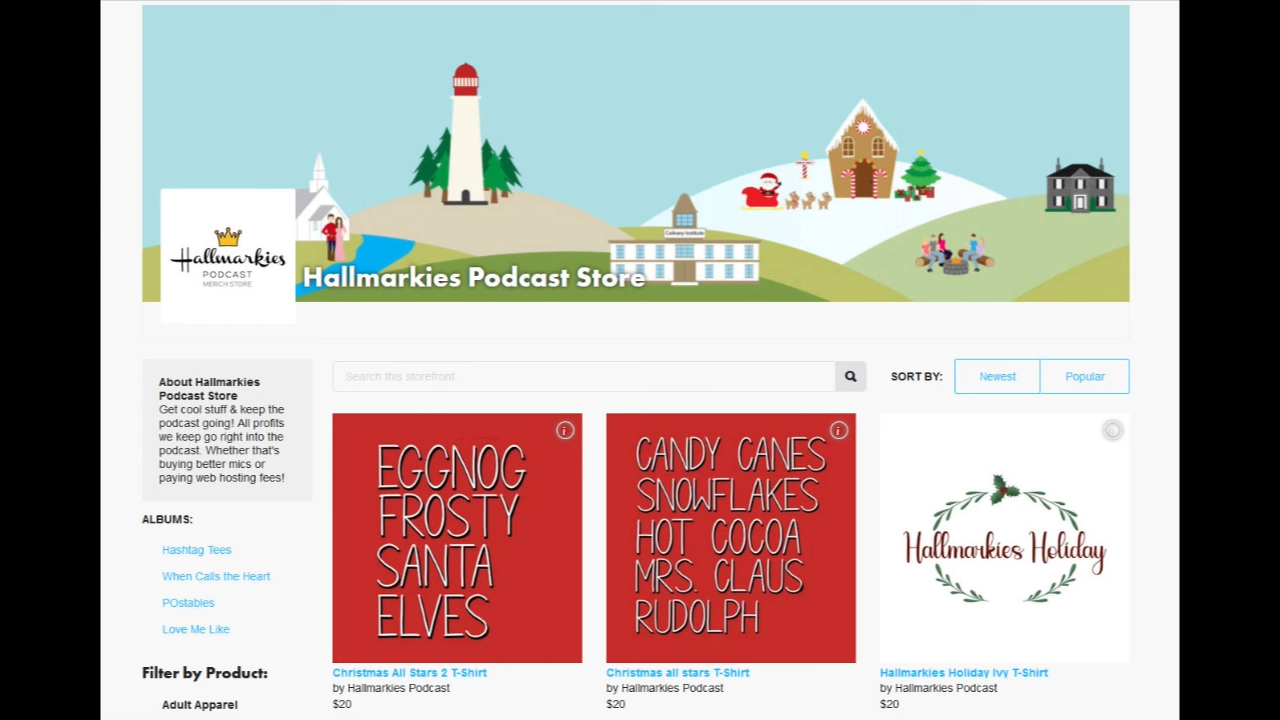 Culinary Institute
Hallmarkies
PODCAST
MERCH STORE
Hallmarkies Podcast Store
About Hallmarkies
Podcast Store
Get cool stuff & keep the
podcast going! All profits
we keep go right into the
podcast. Whether that's
buying better mics or
paying web hosting fees!
ALBUMS:
Hashtag Tees
When Calls the Heart
POstables
Love Me Like
Filter by Product:
Adult Apparel
Search this storefront
SORT BY:
Newest
Popular
EGGNOG
FROSTY
SANTA
ELVES
Christmas All Stars 2 T-Shirt
by Hallmarkies Podcast
$20
CANDY CANES
SNOWFLAKES
HOT COCOA
MRS. CLAUS
RUDOLPH
Christmas all stars T-Shirt
by Hallmarkies Podcast
$20
Hallmarkies Holiday
Hallmarkies Holiday Ivy T-Shirt
by Hallmarkies Podcast
$20